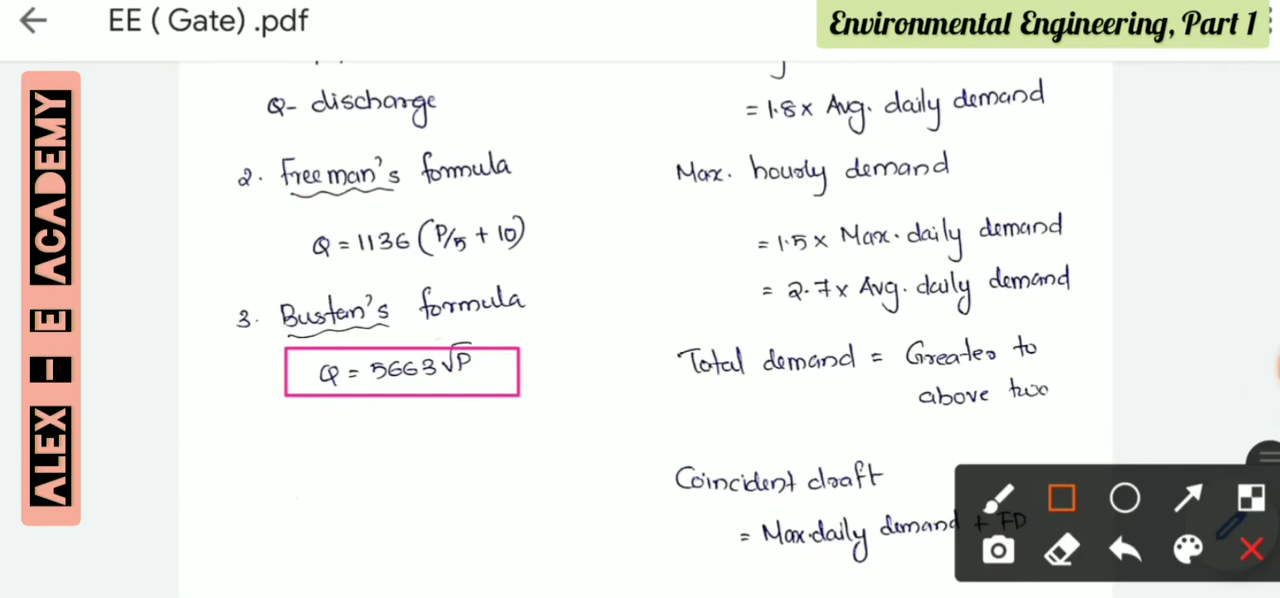 EE ( Gate) .pdf
Environmental Engineering, Part 1
ALEX - E ACADEMY
Q- discharge
2. Freeman's formula
Q = 1136 (P/5 + 10)
3. Bustan's formula
Q = 5663 √P
= 1.8 x Avg. daily demand
Max. hourly demand
= 1.5 x Max. daily demand
= 2.7 x Avg. daily demand
Total demand = Greater to
above two
Coincident draft
= Max.daily demand + FD